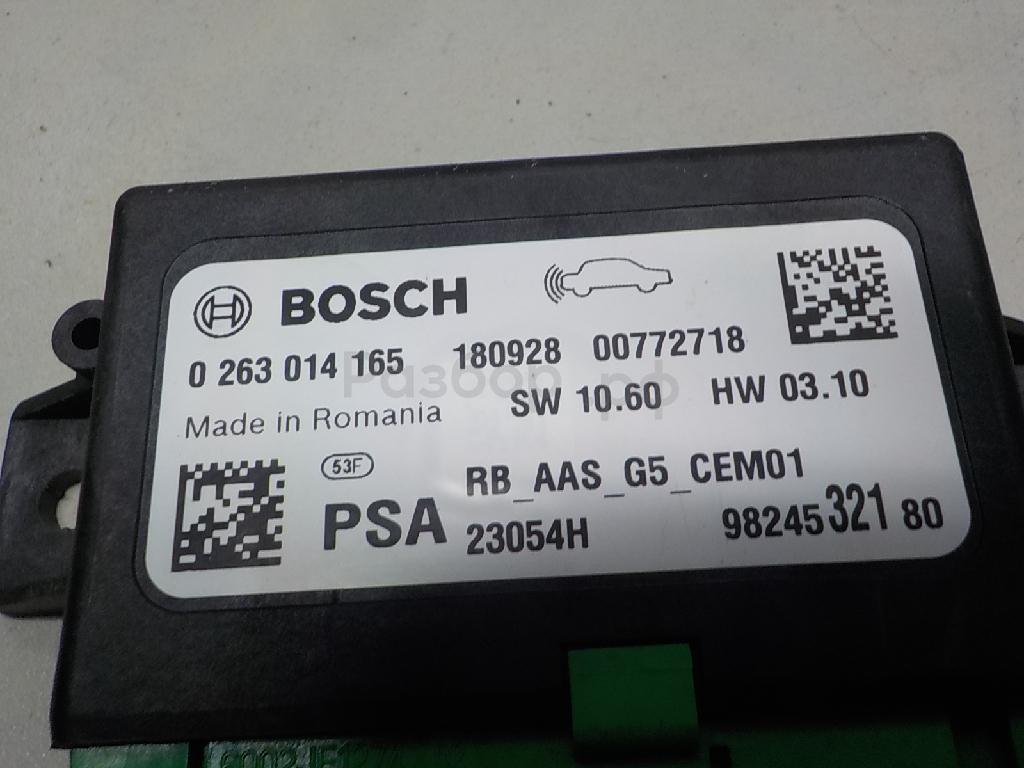 BOSCH
0 263 014 165 180928 00772718
Made in Romania SW 10.60 HW 03.10
Разбор.рф
53F
RB_AAS_G5_CEM01
PSA 23054H 98245 321 80